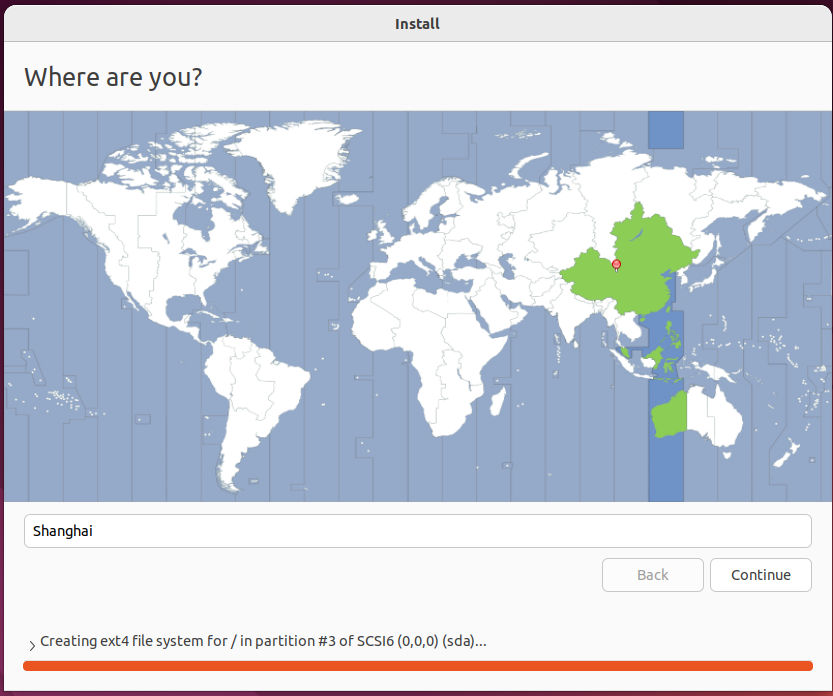 Install
Where are you?
Shanghai
Back
Continue
Creating ext4 file system for / in partition #3 of SCSI6 (0,0,0) (sda)...